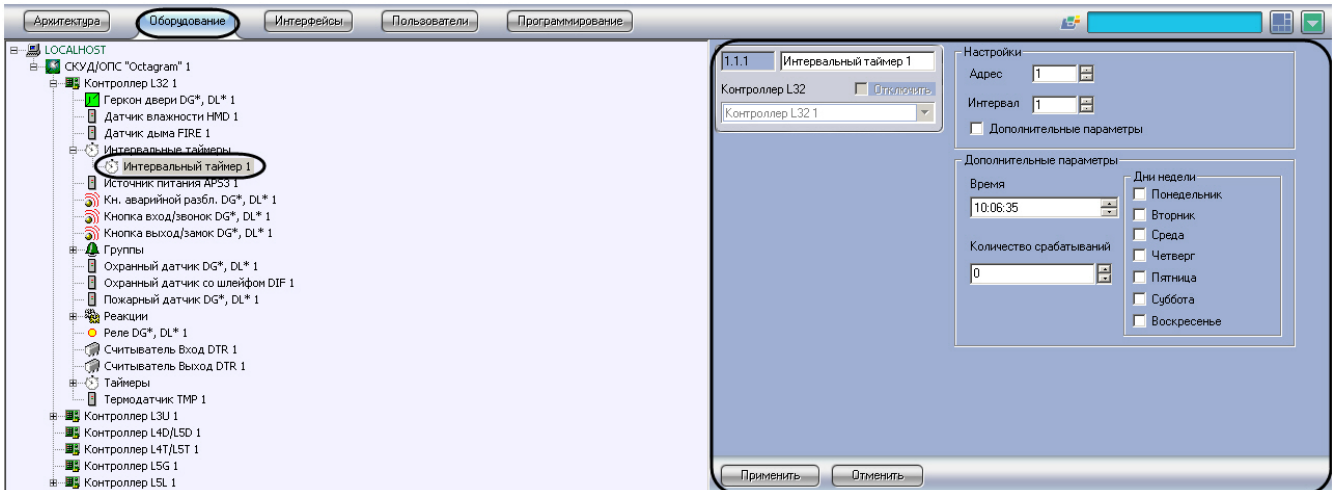 Архитектура Оборудование Интерфейсы Пользователи Программирование
LOCALHOST
СКУД/ОПС "Octagram" 1
Контроллер L32 1
Геркон двери DG*, DL* 1
Датчик влажности HMD 1
Датчик дыма FIRE 1
Интервальные таймеры
Интервальный таймер 1
Источник питания APS3 1
Кн. аварийной разбл. DG*, DL* 1
Кнопка вход/звонок DG*, DL* 1
Кнопка выход/замок DG*, DL* 1
Группы
Охранный датчик DG*, DL* 1
Охранный датчик со шлейфом DIF 1
Пожарный датчик DG*, DL* 1
Реакции
Реле DG*, DL* 1
Считыватель Вход DTR 1
Считыватель Выход DTR 1
Таймеры
Термодатчик TMP 1
Контроллер L3U 1
Контроллер L4D/L5D 1
Контроллер L4T/L5T 1
Контроллер L5G 1
Контроллер L5L 1
1.1.1 Интервальный таймер 1
Контроллер L32 Отключить
Контроллер L32 1
Настройки
Адрес 1
Интервал 1
Дополнительные параметры
Дополнительные параметры
Время
10:06:35
Количество срабатываний
0
Дни недели
Понедельник
Вторник
Среда
Четверг
Пятница
Суббота
Воскресенье
Применить Отменить